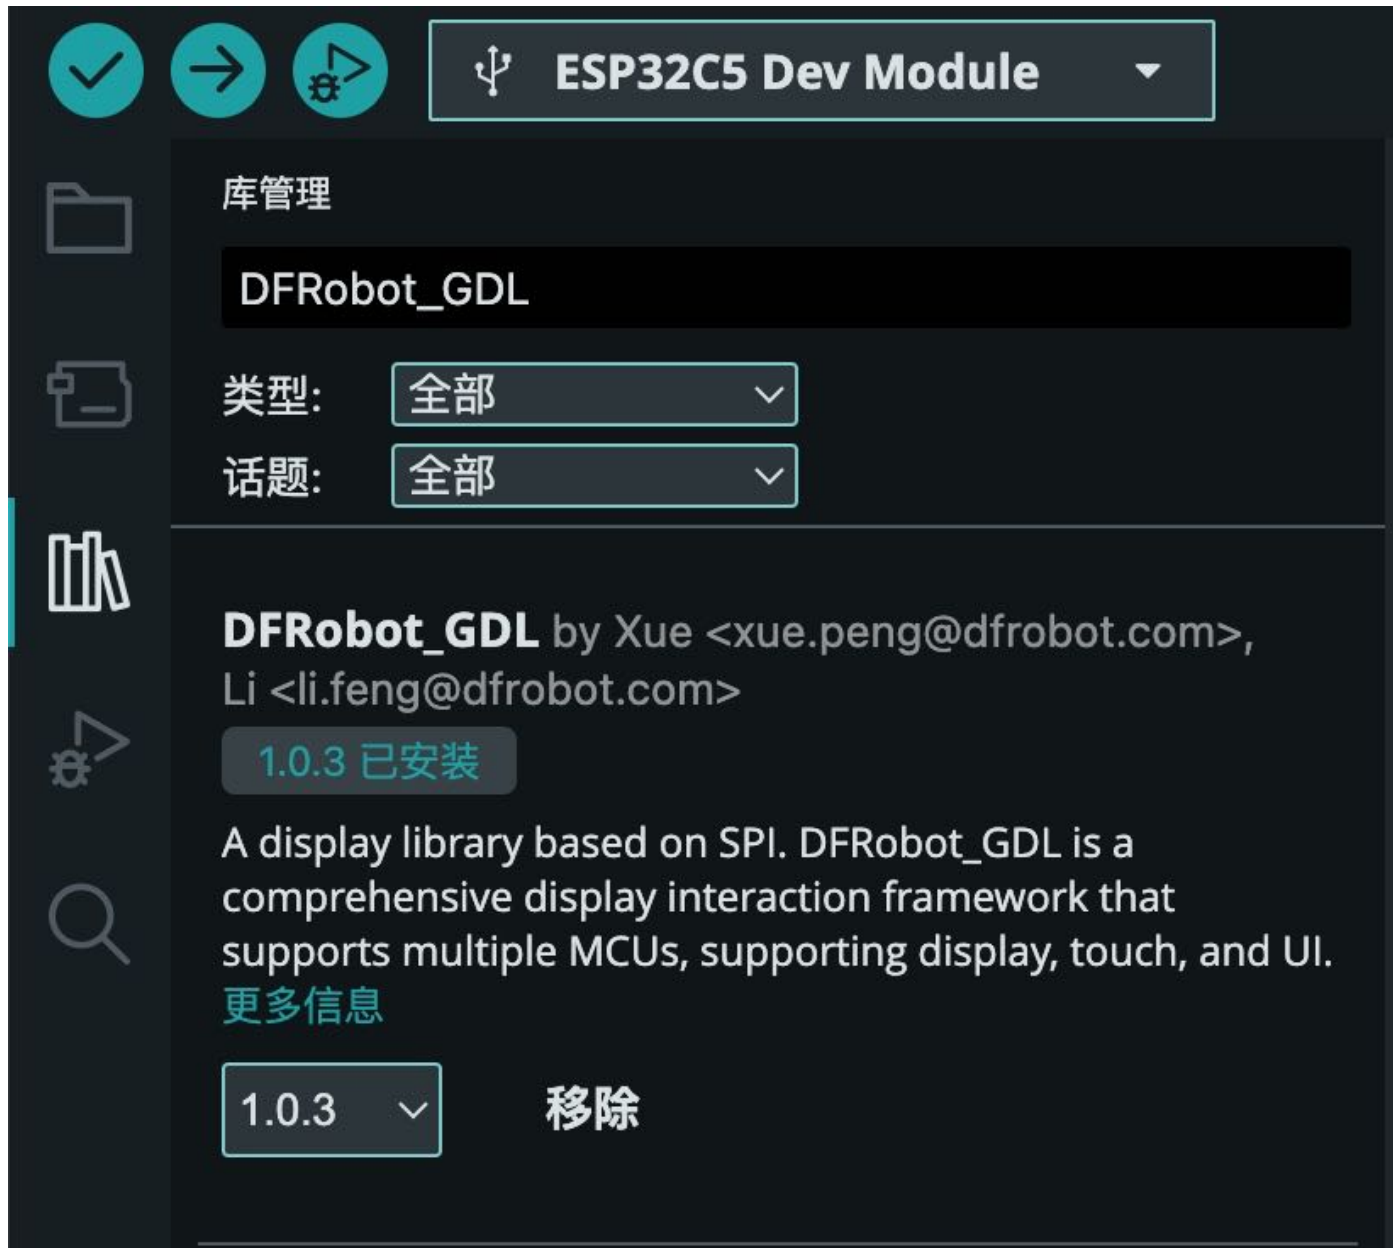 ESP32C5 Dev Module
库管理
DFRobot_GDL
类型: 全部
话题: 全部
DFRobot_GDL by Xue <xue.peng@dfrobot.com>,
Li <li.feng@dfrobot.com>
1.0.3 已安装
A display library based on SPI. DFRobot_GDL is a
comprehensive display interaction framework that
supports multiple MCUs, supporting display, touch, and UI.
更多信息
1.0.3 移除